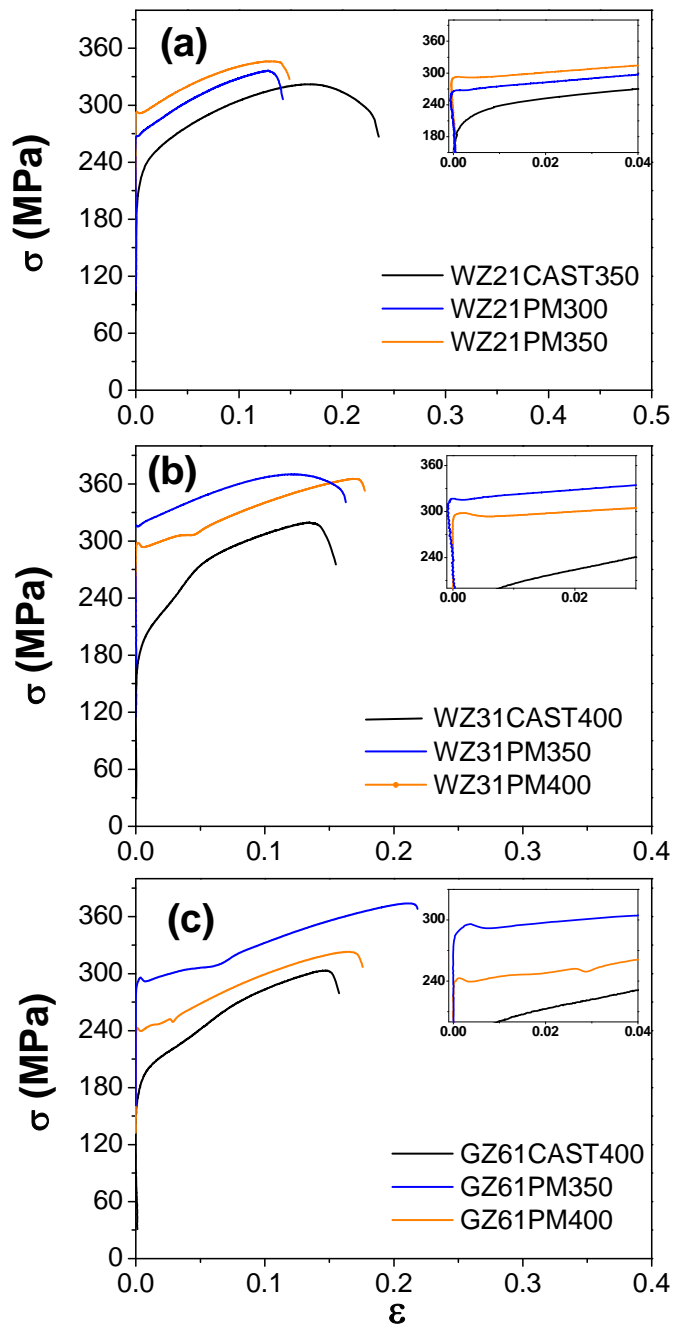 (a)
σ (MPa)
360
300
240
180
120
60
0
0.0 0.1 0.2 0.3 0.4 0.5
360
300
240
180
0.00 0.02 0.04
WZ21CAST350
WZ21PM300
WZ21PM350
(b)
σ (MPa)
360
300
240
180
120
60
0
0.0 0.1 0.2 0.3 0.4
360
300
240
0.00 0.02
WZ31CAST400
WZ31PM350
WZ31PM400
(c)
σ (MPa)
360
300
240
180
120
60
0
0.0 0.1 0.2 0.3 0.4
300
240
0.00 0.02 0.04
GZ61CAST400
GZ61PM350
GZ61PM400
ε